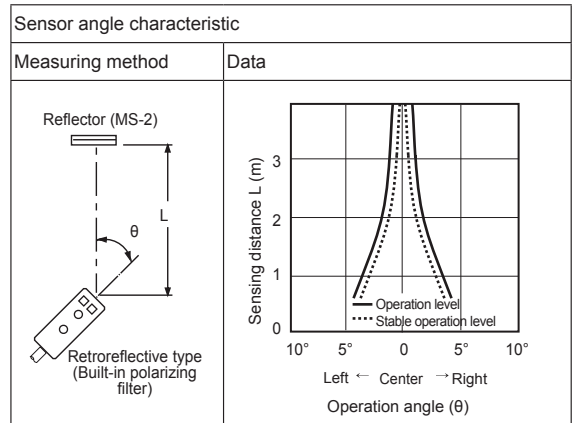 Sensor angle characteristic
Measuring method
Data
Reflector (MS-2)
L
θ
Retroreflective type
(Built-in polarizing
filter)
Sensing distance L (m)
3
2
1
0
Operation level
Stable operation level
10° 5° 0 5° 10°
Left ← Center → Right
Operation angle (θ)